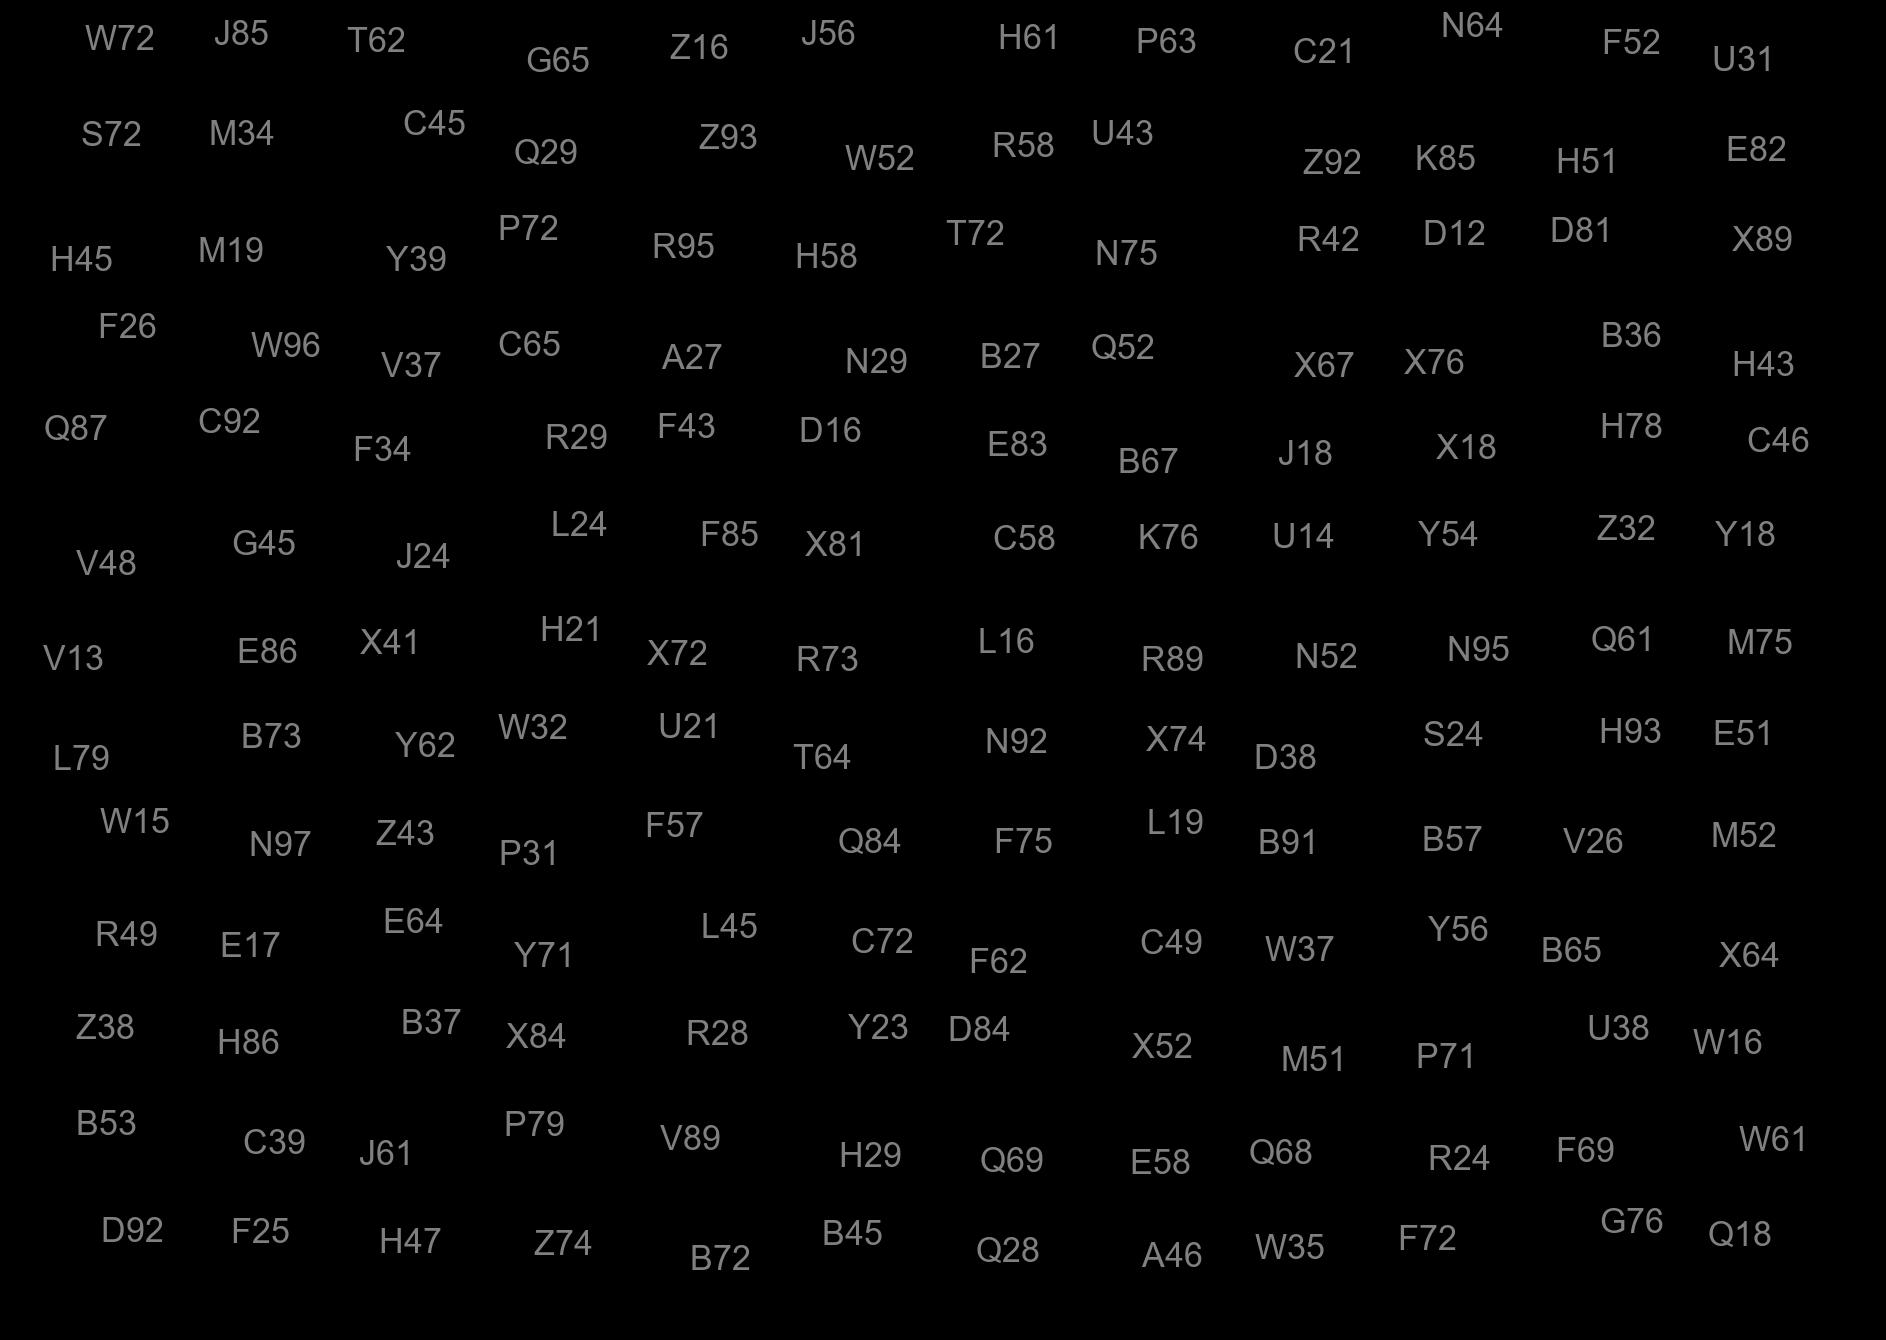 W72 J85 T62 G65 Z16 J56 H61 P63 C21 N64 F52 U31
S72 M34 C45 Q29 Z93 W52 R58 U43 Z92 K85 H51 E82
H45 M19 Y39 P72 R95 H58 T72 N75 R42 D12 D81 X89
F26 W96 V37 C65 A27 N29 B27 Q52 X67 X76 B36 H43
Q87 C92 F34 R29 F43 D16 E83 B67 J18 X18 H78 C46
V48 G45 J24 L24 F85 X81 C58 K76 U14 Y54 Z32 Y18
V13 E86 X41 H21 X72 R73 L16 R89 N52 N95 Q61 M75
L79 B73 Y62 W32 U21 T64 N92 X74 D38 S24 H93 E51
W15 N97 Z43 P31 F57 Q84 F75 L19 B91 B57 V26 M52
R49 E17 E64 Y71 L45 C72 F62 C49 W37 Y56 B65 X64
Z38 H86 B37 X84 R28 Y23 D84 X52 M51 P71 U38 W16
B53 C39 J61 P79 V89 H29 Q69 E58 Q68 R24 F69 W61
D92 F25 H47 Z74 B72 B45 Q28 A46 W35 F72 G76 Q18